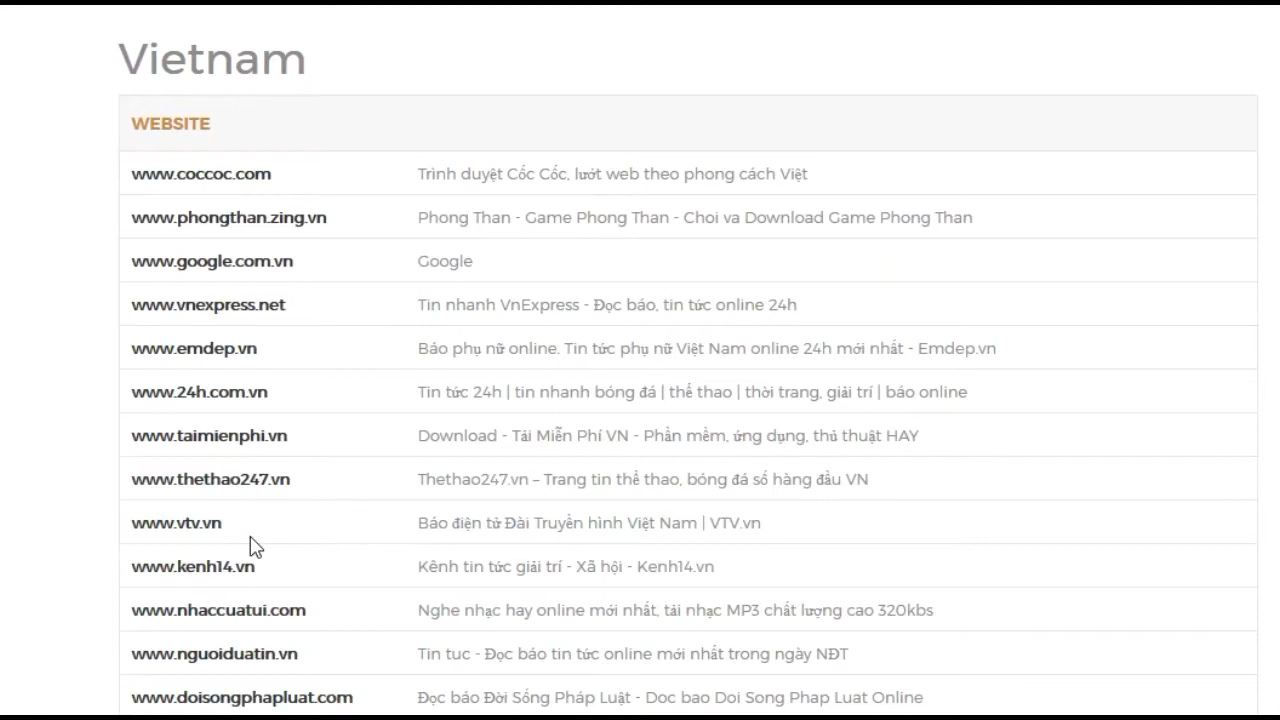 Vietnam
WEBSITE
www.coccoc.com Trình duyệt Cốc Cốc, lướt web theo phong cách Việt
www.phongthan.zing.vn Phong Than - Game Phong Than - Choi va Download Game Phong Than
www.google.com.vn Google
www.vnexpress.net Tin nhanh VnExpress - Đọc báo, tin tức online 24h
www.emdep.vn Báo phụ nữ online. Tin tức phụ nữ Việt Nam online 24h mới nhất - Emdep.vn
www.24h.com.vn Tin tức 24h | tin nhanh bóng đá | thể thao | thời trang, giải trí | báo online
www.taimienphi.vn Download - Tải Miễn Phí VN - Phần mềm, ứng dụng, thủ thuật HAY
www.thethao247.vn Thethao247.vn – Trang tin thể thao, bóng đá số hàng đầu VN
www.vtv.vn Báo điện tử Đài Truyền hình Việt Nam | VTV.vn
www.kenh14.vn Kênh tin tức giải trí - Xã hội - Kenh14.vn
www.nhaccuatui.com Nghe nhạc hay online mới nhất, tải nhạc MP3 chất lượng cao 320kbs
www.nguoiduatin.vn Tin tuc - Đọc báo tin tức online mới nhất trong ngày NĐT
www.doisongphapluat.com Đọc báo Đời Sống Pháp Luật - Doc bao Doi Song Phap Luat Online